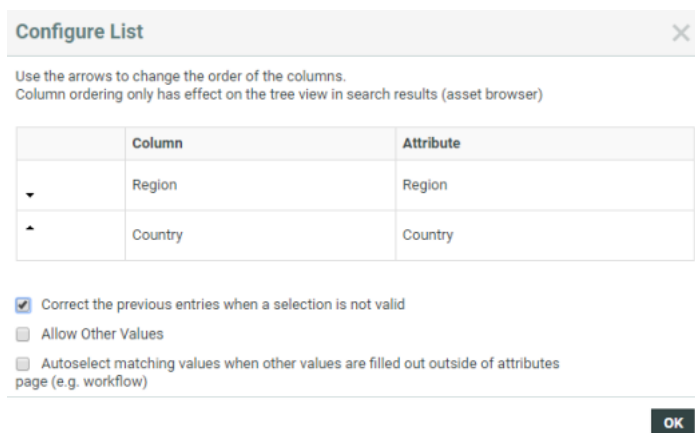 Configure List
Use the arrows to change the order of the columns.
Column ordering only has effect on the tree view in search results (asset browser)
Column Attribute
Region Region
Country Country
Correct the previous entries when a selection is not valid
Allow Other Values
Autoselect matching values when other values are filled out outside of attributes
page (e.g. workflow)
OK